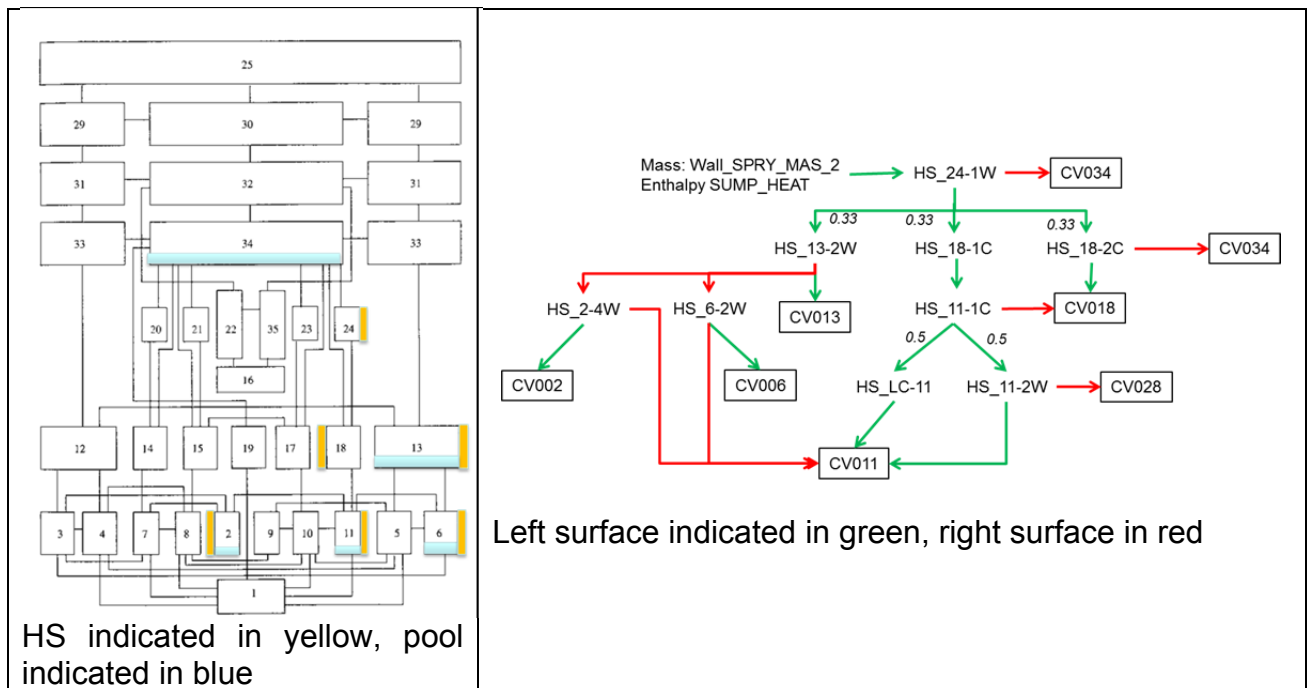 25
29 30 29
31 32 31
33 34 33
20 21 22 35 23 24
16
12 14 15 19 17 18 13
3 4 7 8 2 9 10 11 5 6
1
HS indicated in yellow, pool
indicated in blue
Mass: Wall_SPRY_MAS_2
Enthalpy SUMP_HEAT
HS_24-1W CV034
0.33 0.33 0.33
HS_13-2W HS_18-1C HS_18-2C CV034
HS_2-4W HS_6-2W CV013 HS_11-1C CV018
0.5 0.5
CV002 CV006 HS_LC-11 HS_11-2W CV028
CV011
Left surface indicated in green, right surface in red